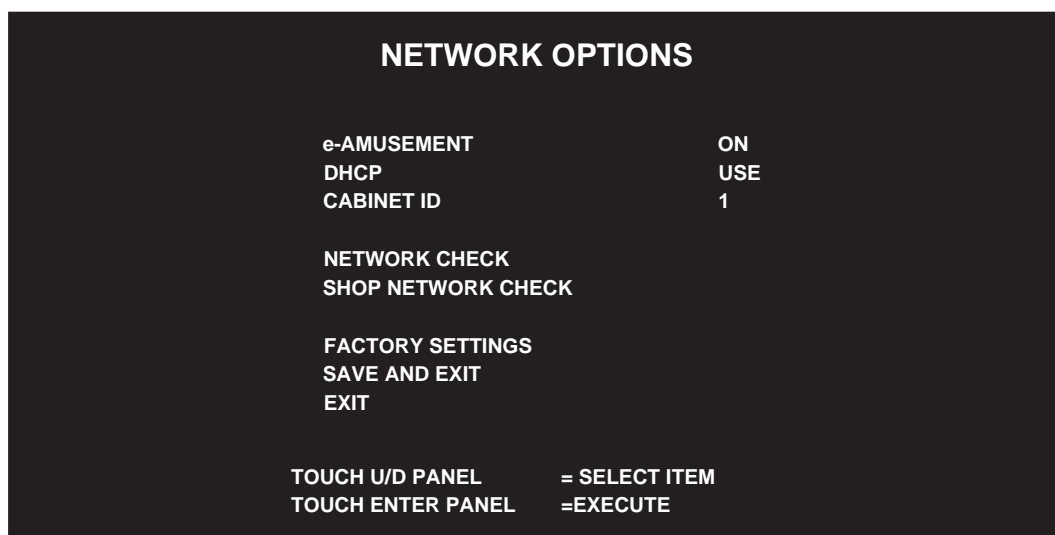 NETWORK OPTIONS
e-AMUSEMENT ON
DHCP USE
CABINET ID 1
NETWORK CHECK
SHOP NETWORK CHECK
FACTORY SETTINGS
SAVE AND EXIT
EXIT
TOUCH U/D PANEL = SELECT ITEM
TOUCH ENTER PANEL =EXECUTE